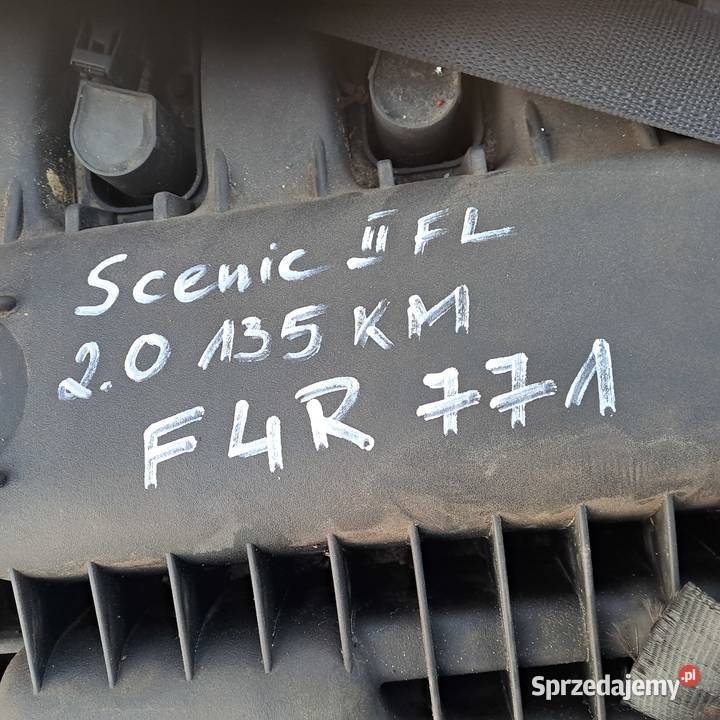 Scenic II FL
2.0 135 KM
F4R 771
Sprzedajemy.pl